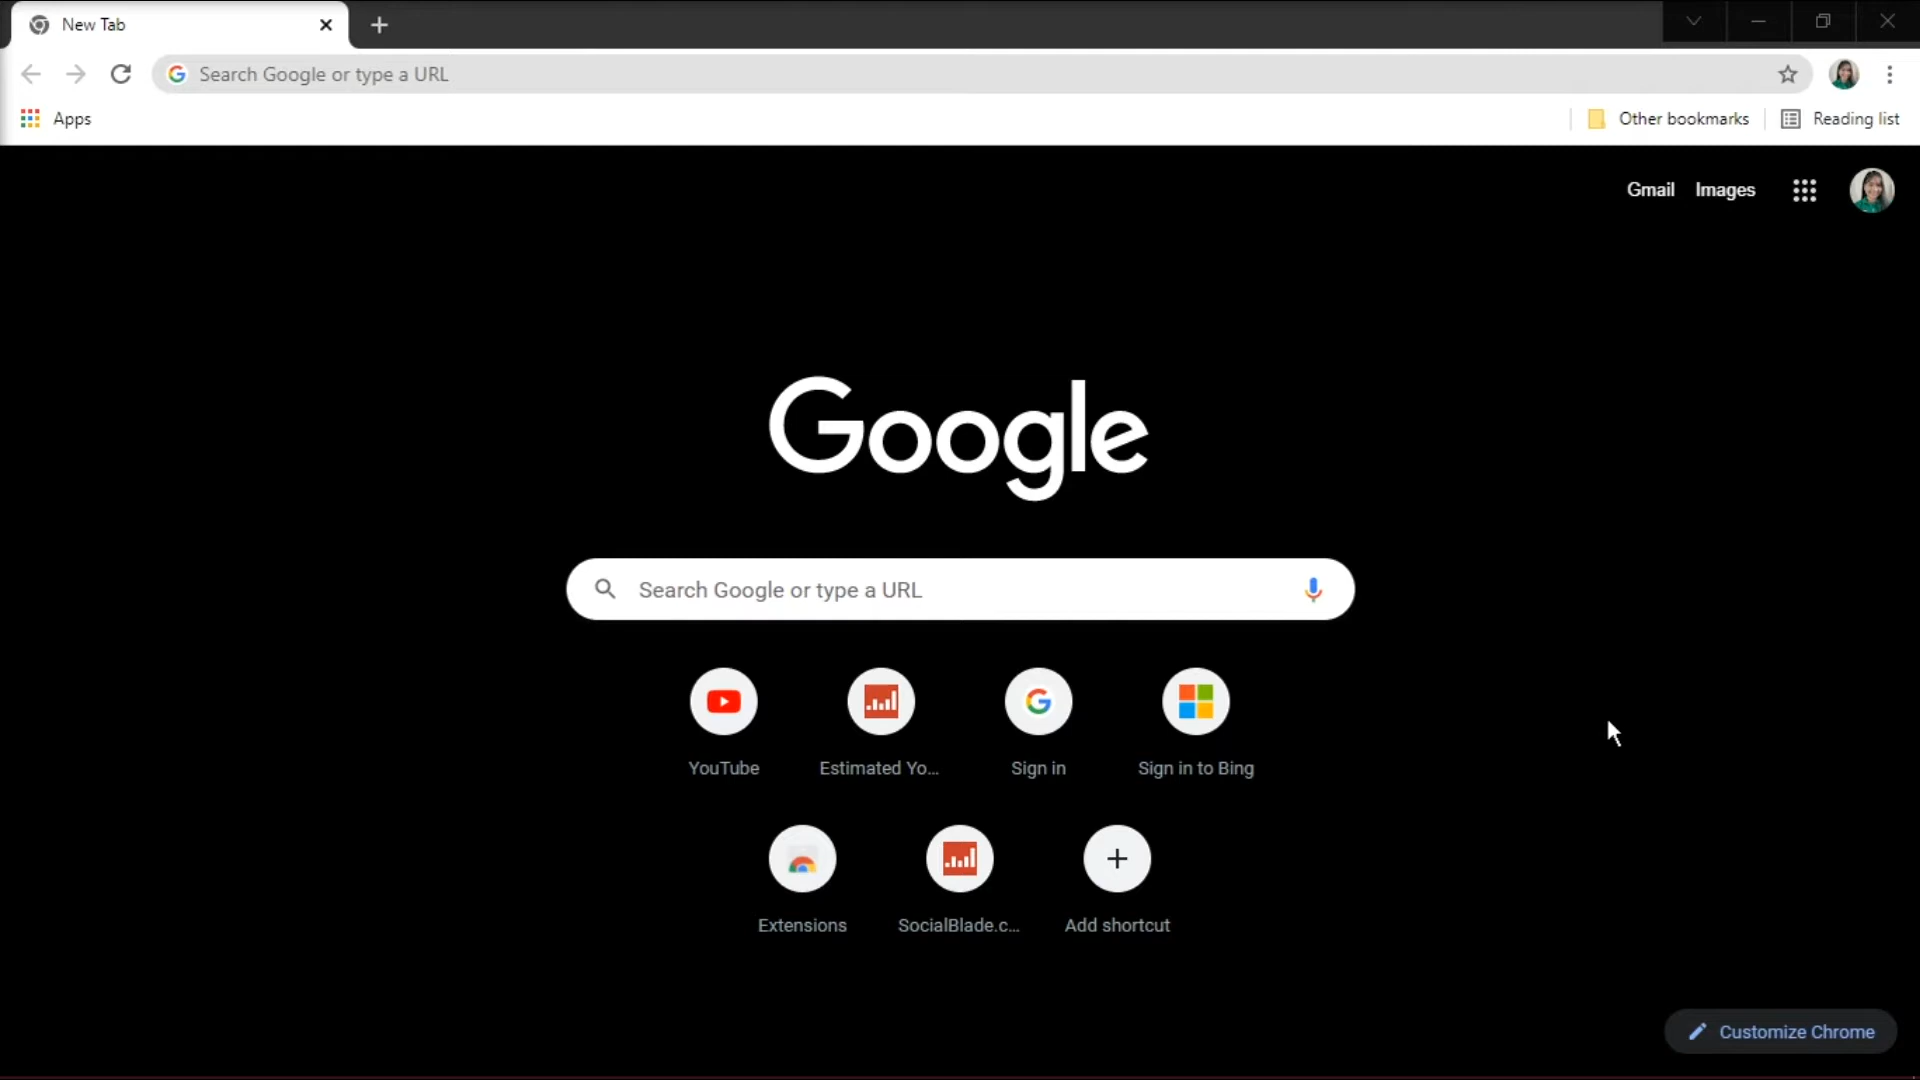 New Tab
Search Google or type a URL
Apps
Other bookmarks
Reading list
Gmail Images
Google
Search Google or type a URL
YouTube
Estimated Yo...
Sign in
Sign in to Bing
Extensions
SocialBlade.c...
Add shortcut
Customize Chrome